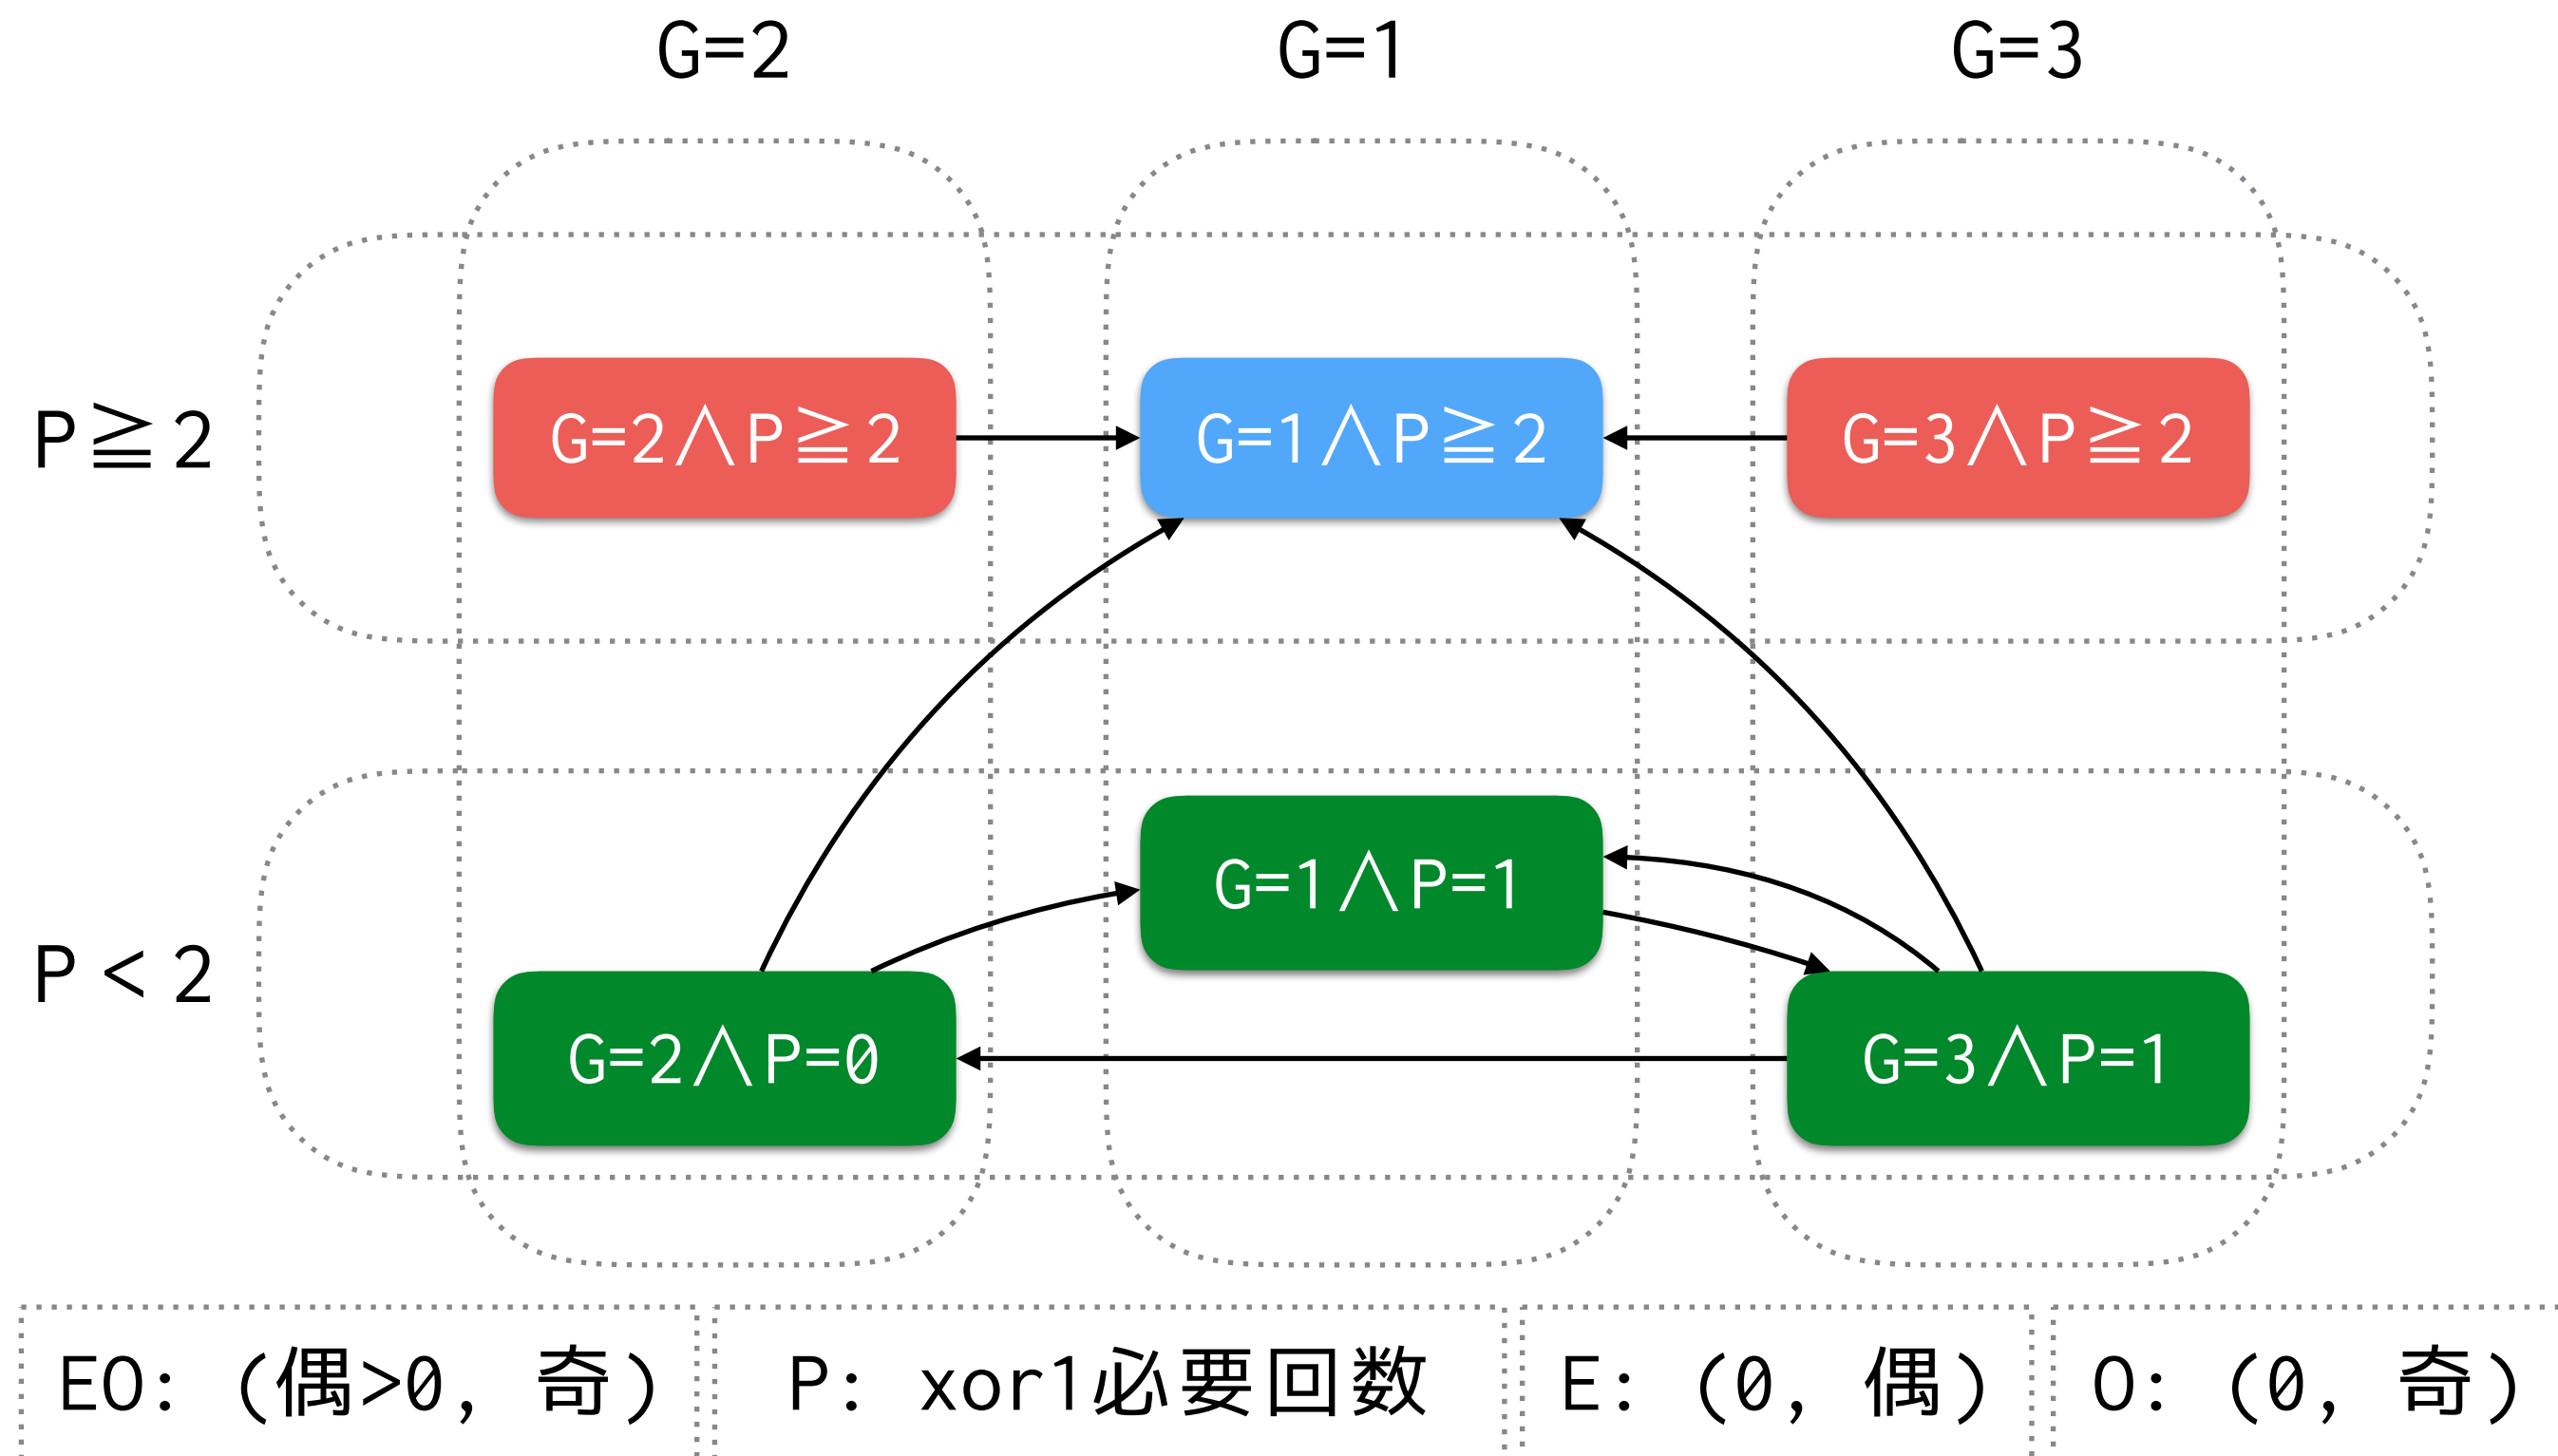 G=2 G=1 G=3
P≧2
G=2∧P≧2 G=1∧P≧2 G=3∧P≧2
G=1∧P=1
P < 2
G=2∧P=0 G=3∧P=1
EO: (偶>0, 奇) P: xor1必要回数 E: (0, 偶) O: (0, 奇)